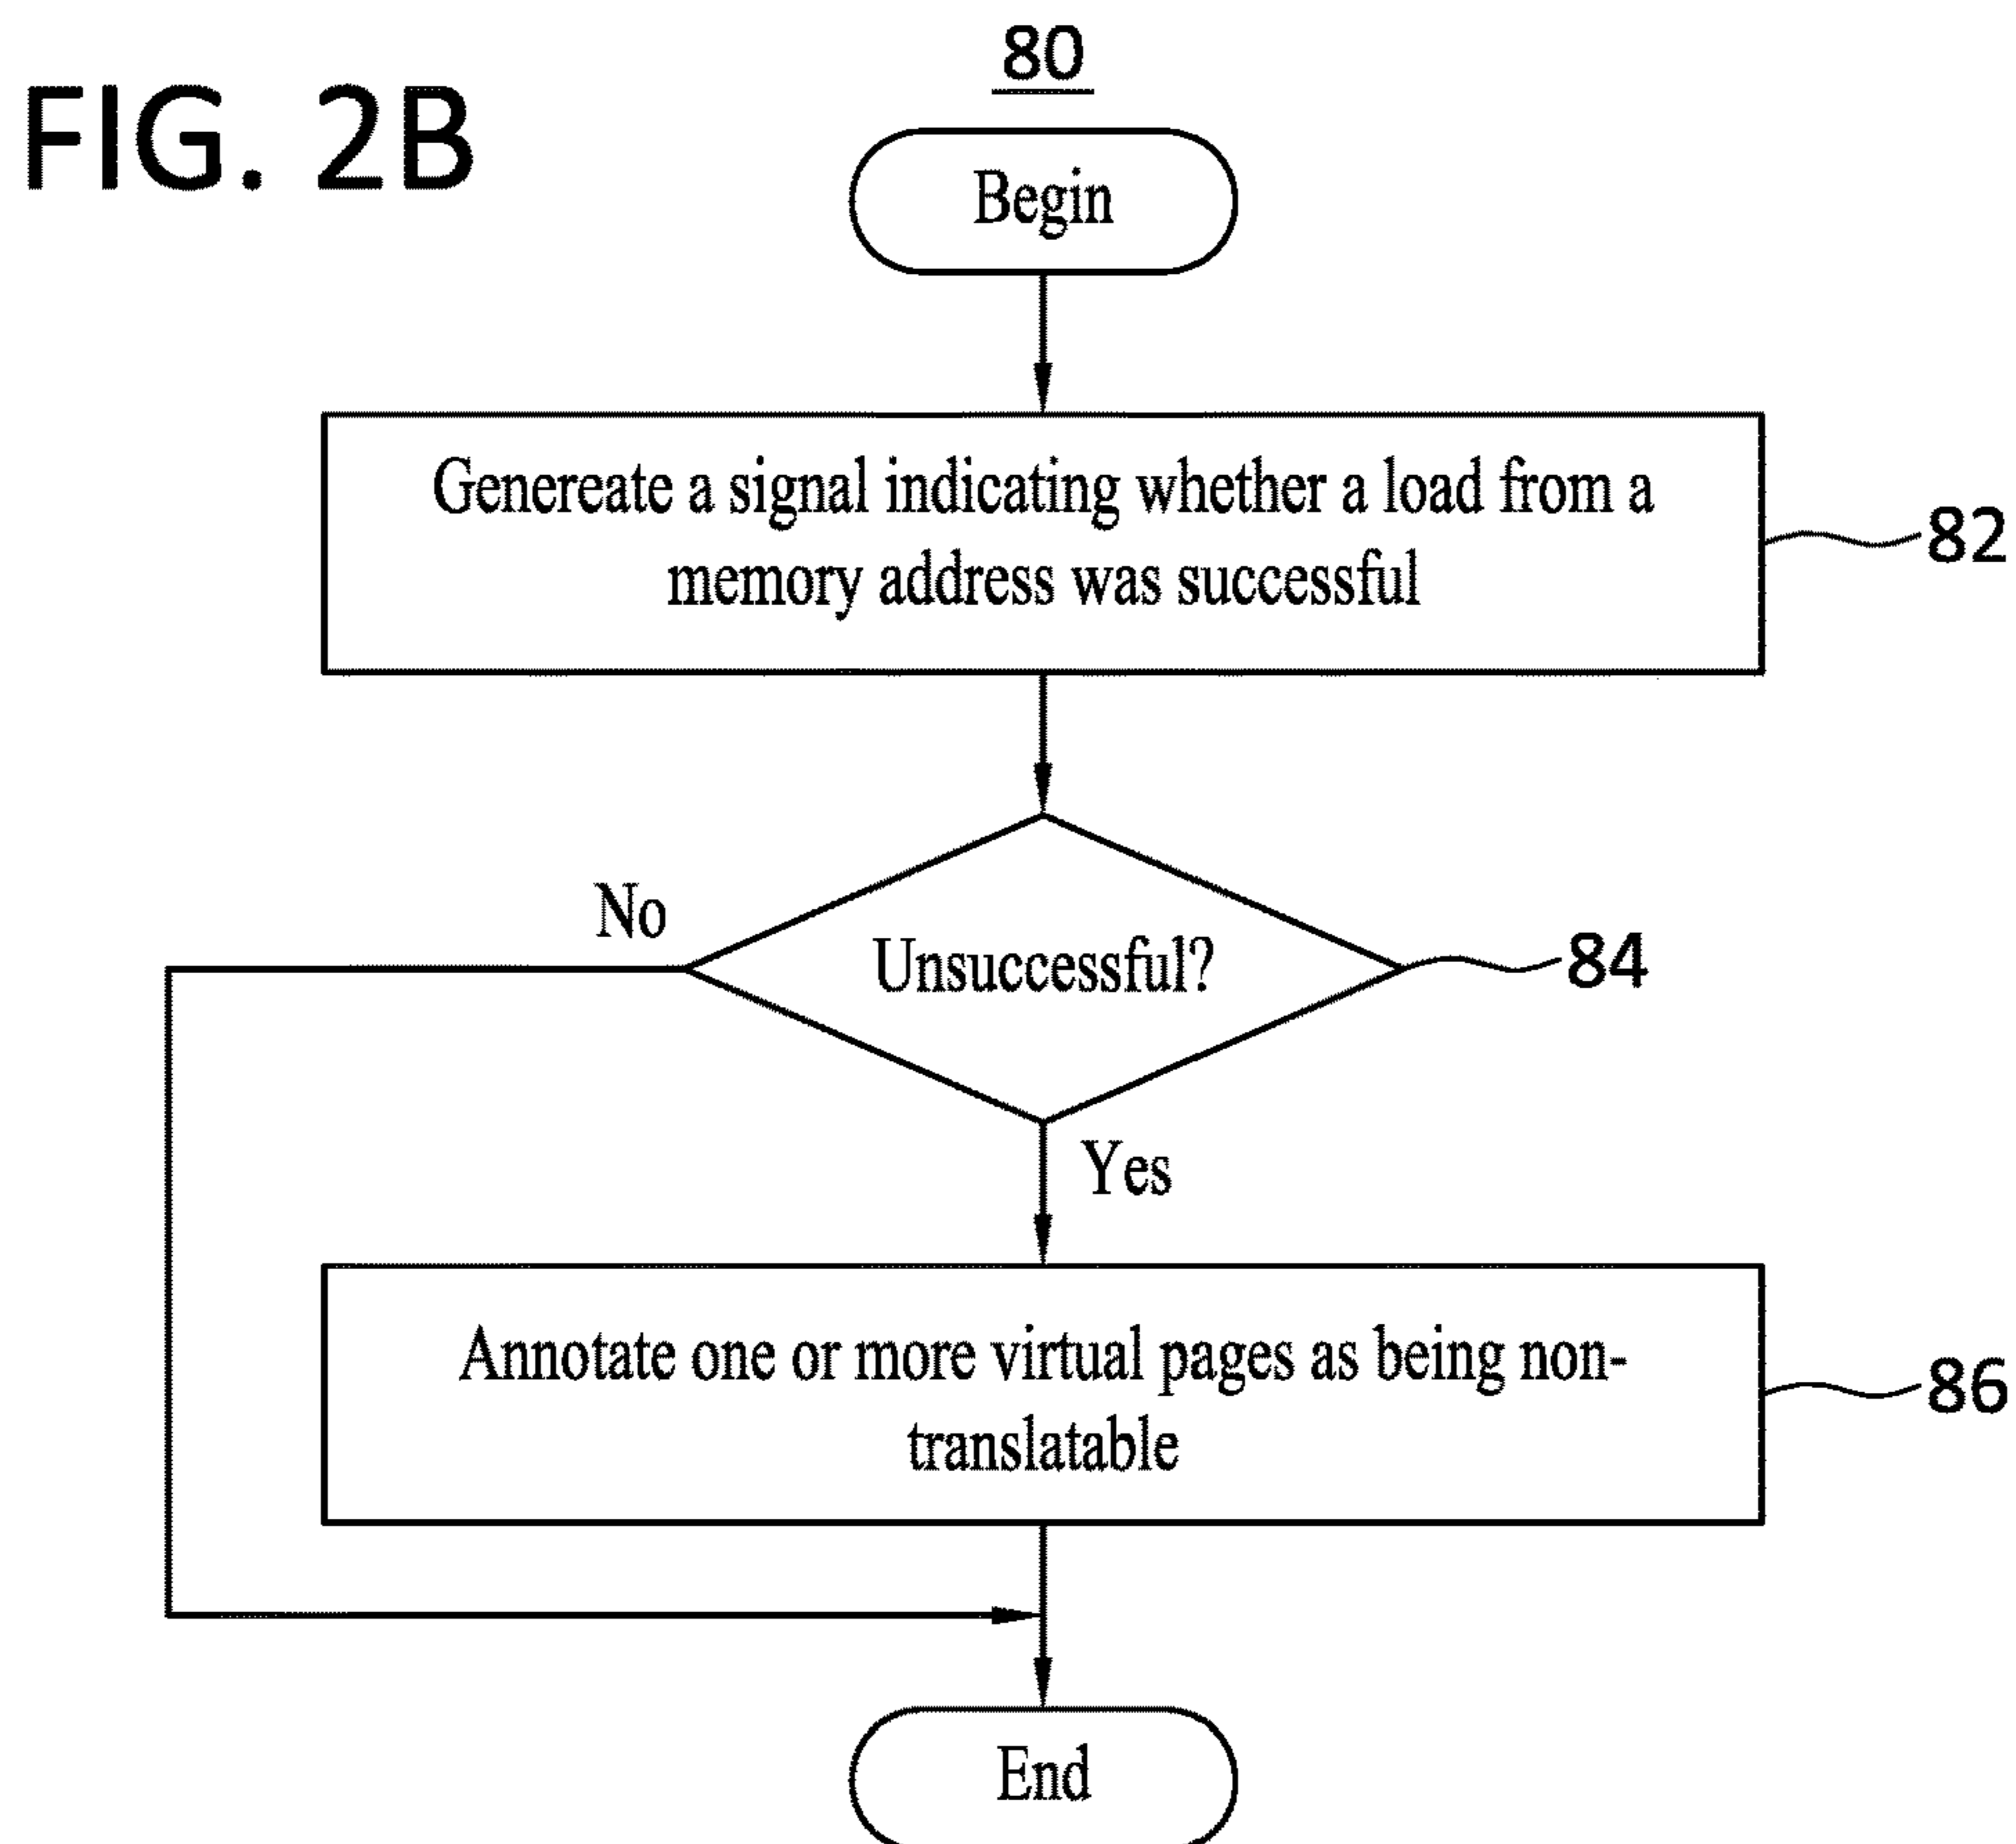 80
FIG. 2B
Begin
Genereate a signal indicating whether a load from a
memory address was successful
82
No
Unsuccessful?
84
Yes
Annotate one or more virtual pages as being non-
translatable
86
End